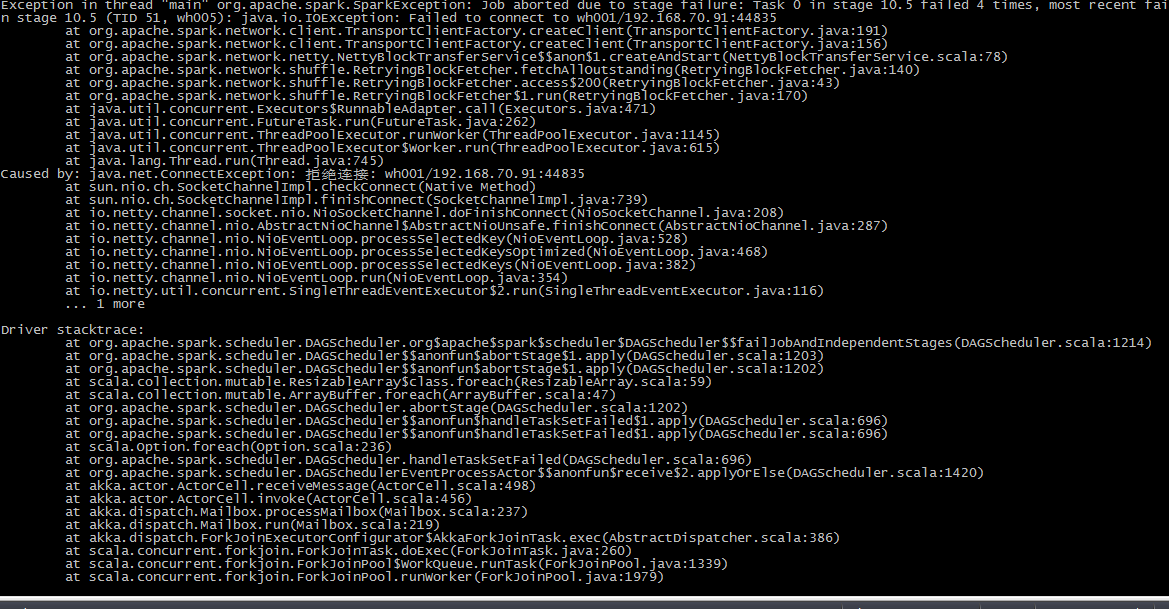 Exception in thread "main" org.apache.spark.SparkException: Job aborted due to stage failure: Task 0 in stage 10.5 failed 4 times, most recent fai
n stage 10.5 (TID 51, wh005): java.io.IOException: Failed to connect to wh001/192.168.70.91:44835
at org.apache.spark.network.client.TransportClientFactory.createClient(TransportClientFactory.java:191)
at org.apache.spark.network.client.TransportClientFactory.createClient(TransportClientFactory.java:156)
at org.apache.spark.network.netty.NettyBlockTransferService$$anon$1.createAndStart(NettyBlockTransferService.scala:78)
at org.apache.spark.network.shuffle.RetryingBlockFetcher.fetchAllOutstanding(RetryingBlockFetcher.java:140)
at org.apache.spark.network.shuffle.RetryingBlockFetcher.access$200(RetryingBlockFetcher.java:43)
at org.apache.spark.network.shuffle.RetryingBlockFetcher$1.run(RetryingBlockFetcher.java:170)
at java.util.concurrent.Executors$RunnableAdapter.call(Executors.java:471)
at java.util.concurrent.FutureTask.run(FutureTask.java:262)
at java.util.concurrent.ThreadPoolExecutor.runWorker(ThreadPoolExecutor.java:1145)
at java.util.concurrent.ThreadPoolExecutor$Worker.run(ThreadPoolExecutor.java:615)
at java.lang.Thread.run(Thread.java:745)
Caused by: java.net.ConnectException: 拒绝连接: wh001/192.168.70.91:44835
at sun.nio.ch.SocketChannelImpl.checkConnect(Native Method)
at sun.nio.ch.SocketChannelImpl.finishConnect(SocketChannelImpl.java:739)
at io.netty.channel.socket.nio.NioSocketChannel.doFinishConnect(NioSocketChannel.java:208)
at io.netty.channel.nio.AbstractNioChannel$AbstractNioUnsafe.finishConnect(AbstractNioChannel.java:287)
at io.netty.channel.nio.NioEventLoop.processSelectedKey(NioEventLoop.java:528)
at io.netty.channel.nio.NioEventLoop.processSelectedKeysOptimized(NioEventLoop.java:468)
at io.netty.channel.nio.NioEventLoop.processSelectedKeys(NioEventLoop.java:382)
at io.netty.channel.nio.NioEventLoop.run(NioEventLoop.java:354)
at io.netty.util.concurrent.SingleThreadEventExecutor$2.run(SingleThreadEventExecutor.java:116)
... 1 more
Driver stacktrace:
at org.apache.spark.scheduler.DAGScheduler.org$apache$spark$scheduler$DAGScheduler$$failJobAndIndependentStages(DAGScheduler.scala:1214)
at org.apache.spark.scheduler.DAGScheduler$$anonfun$abortStage$1.apply(DAGScheduler.scala:1203)
at org.apache.spark.scheduler.DAGScheduler$$anonfun$abortStage$1.apply(DAGScheduler.scala:1202)
at scala.collection.mutable.ResizableArray$class.foreach(ResizableArray.scala:59)
at scala.collection.mutable.ArrayBuffer.foreach(ArrayBuffer.scala:47)
at org.apache.spark.scheduler.DAGScheduler.abortStage(DAGScheduler.scala:1202)
at org.apache.spark.scheduler.DAGScheduler$$anonfun$handleTaskSetFailed$1.apply(DAGScheduler.scala:696)
at org.apache.spark.scheduler.DAGScheduler$$anonfun$handleTaskSetFailed$1.apply(DAGScheduler.scala:696)
at scala.Option.foreach(Option.scala:236)
at org.apache.spark.scheduler.DAGScheduler.handleTaskSetFailed(DAGScheduler.scala:696)
at org.apache.spark.scheduler.DAGSchedulerEventProcessActor$$anonfun$receive$2.applyOrElse(DAGScheduler.scala:1420)
at akka.actor.ActorCell.receiveMessage(ActorCell.scala:498)
at akka.actor.ActorCell.invoke(ActorCell.scala:456)
at akka.dispatch.Mailbox.processMailbox(Mailbox.scala:237)
at akka.dispatch.Mailbox.run(Mailbox.scala:219)
at akka.dispatch.ForkJoinExecutorConfigurator$AkkaForkJoinTask.exec(AbstractDispatcher.scala:386)
at scala.concurrent.forkjoin.ForkJoinTask.doExec(ForkJoinTask.java:260)
at scala.concurrent.forkjoin.ForkJoinPool$WorkQueue.runTask(ForkJoinPool.java:1339)
at scala.concurrent.forkjoin.ForkJoinPool.runWorker(ForkJoinPool.java:1979)